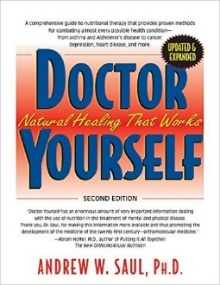 A comprehensive guide to nutritional therapy that provides proven methods
for combating almost every possible health condition—
from asthma and Alzheimer's disease to cancer,
depression, heart disease, and more.
UPDATED &
EXPANDED
DOCTOR
Natural Healing That Works
YOURSELF
SECOND EDITION
"Doctor Yourself has an enormous amount of very important information dealing
with the use of nutrition in the treatment of mental and physical disease.
Thank you, Dr. Saul, for making this information more available and thus promoting the
development of the medicine of the twenty-first century—orthomolecular medicine."
—Abram Hoffer, M.D., author of Putting It All Together:
The New Orthomolecular Nutrition
ANDREW W. SAUL, PH.D.